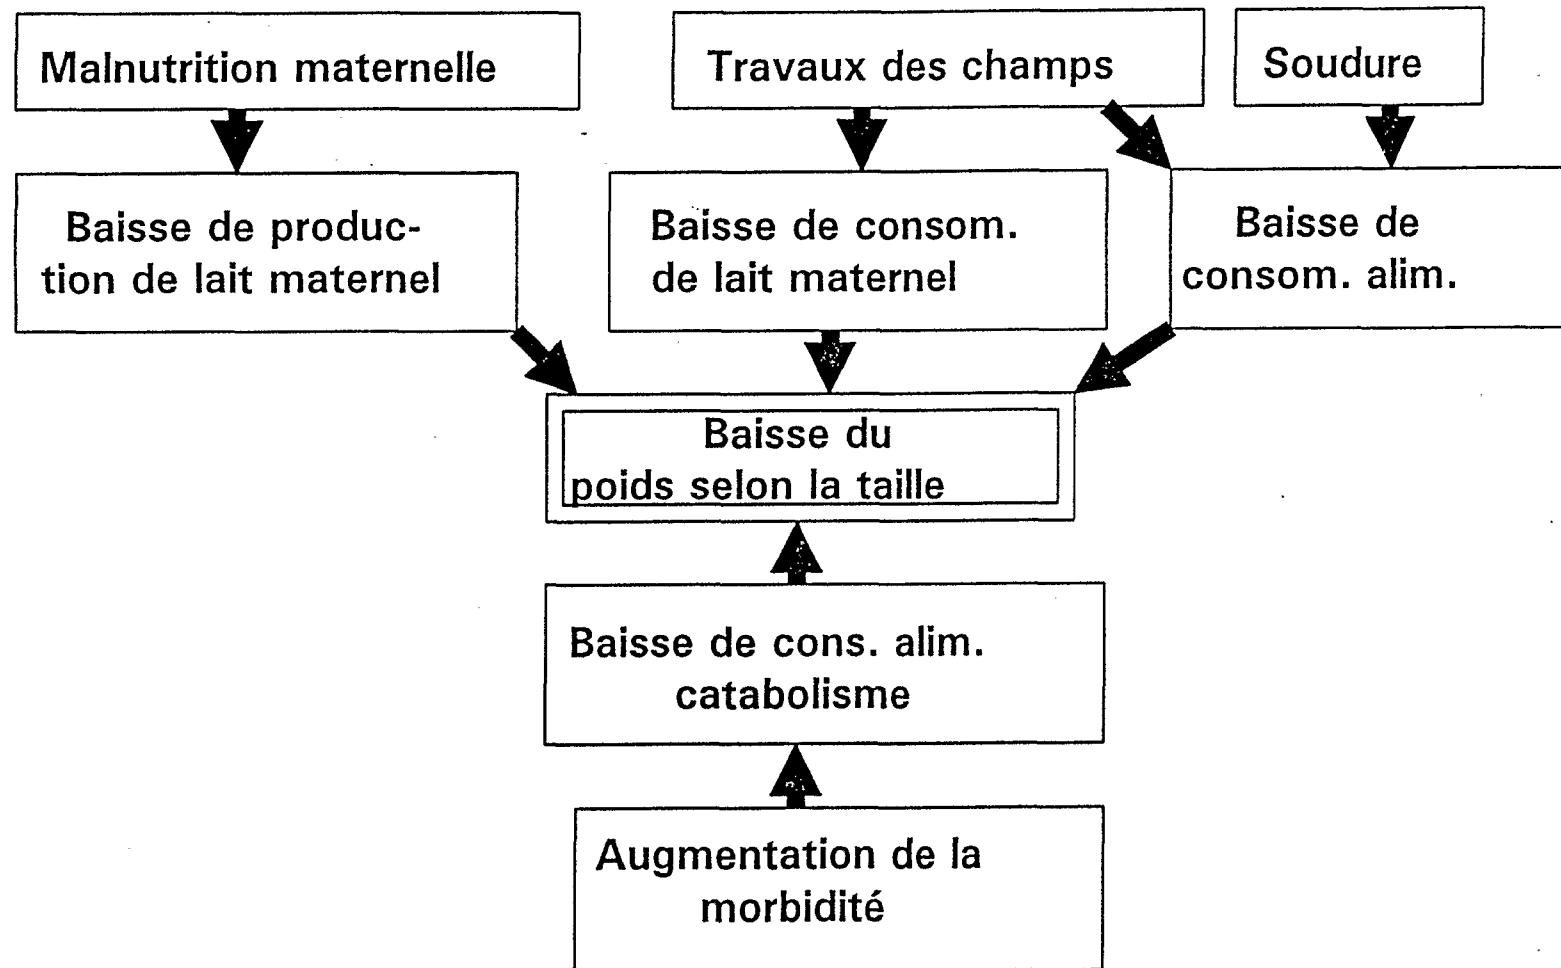 Malnutrition maternelle
Travaux des champs
Soudure
Baisse de produc-
tion de lait maternel
Baisse de consom.
de lait maternel
Baisse de
consom. alim.
Baisse du
poids selon la taille
Baisse de cons. alim.
catabolisme
Augmentation de la
morbidité